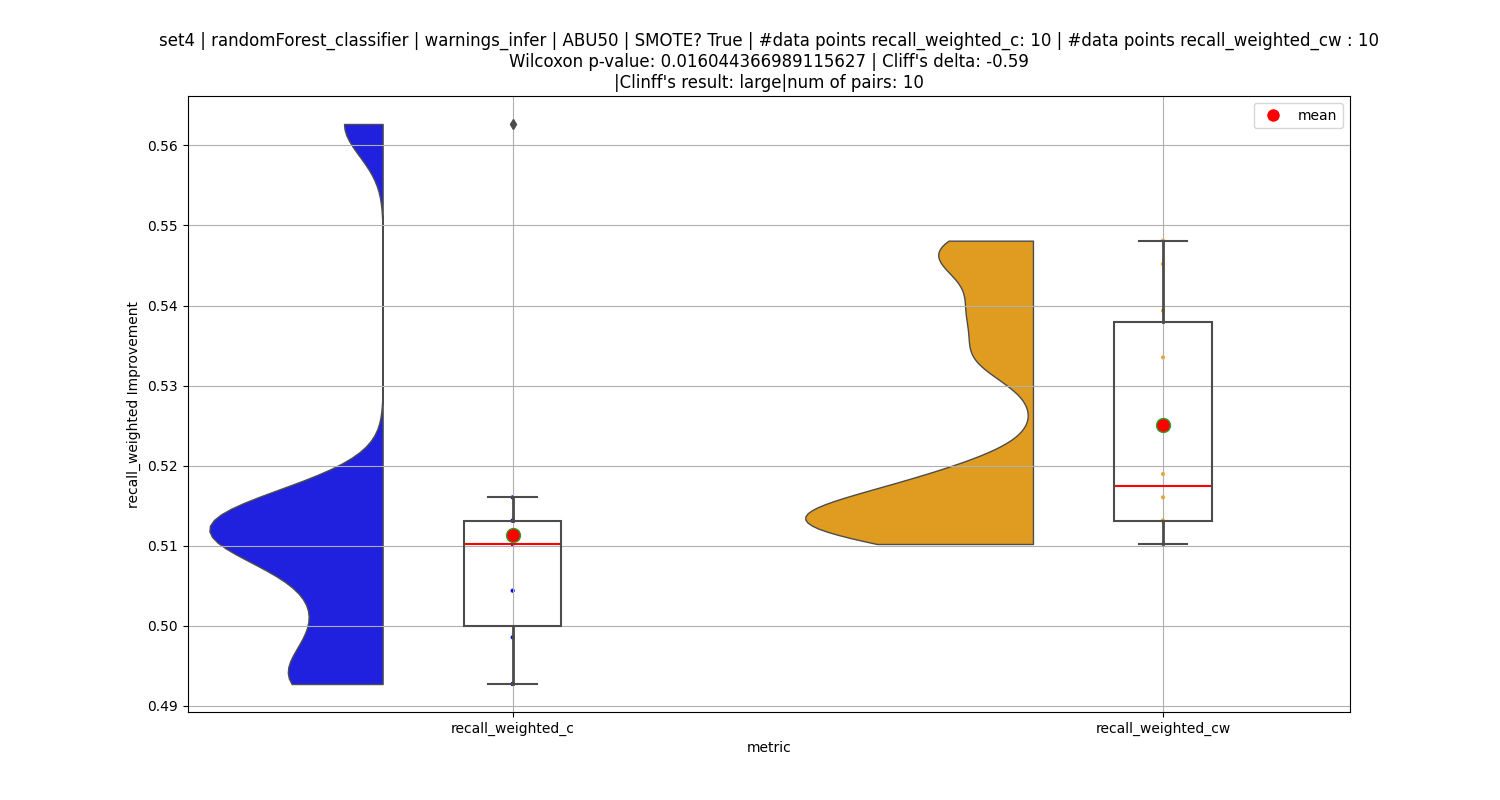 set4 | randomForest_classifier | warnings_infer | ABU50 | SMOTE? True | #data points recall_weighted_c: 10 | #data points recall_weighted_cw : 10
Wilcoxon p-value: 0.016044366989115627 | Cliff's delta: -0.59
|Clinff's result: large|num of pairs: 10
mean
0.56
0.55
0.54
0.53
0.52
0.51
0.50
0.49
recall_weighted Improvement
recall_weighted_c
recall_weighted_cw
metric